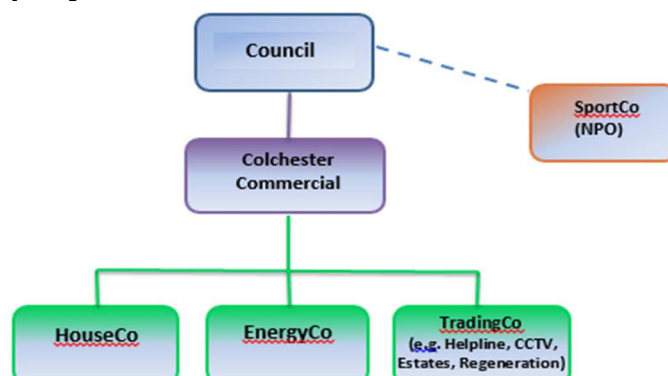 Council
SportCo
(NPO)
Colchester
Commercial
HouseCo
EnergyCo
TradingCo
(e.g. Helpline, CCTV,
Estates, Regeneration)